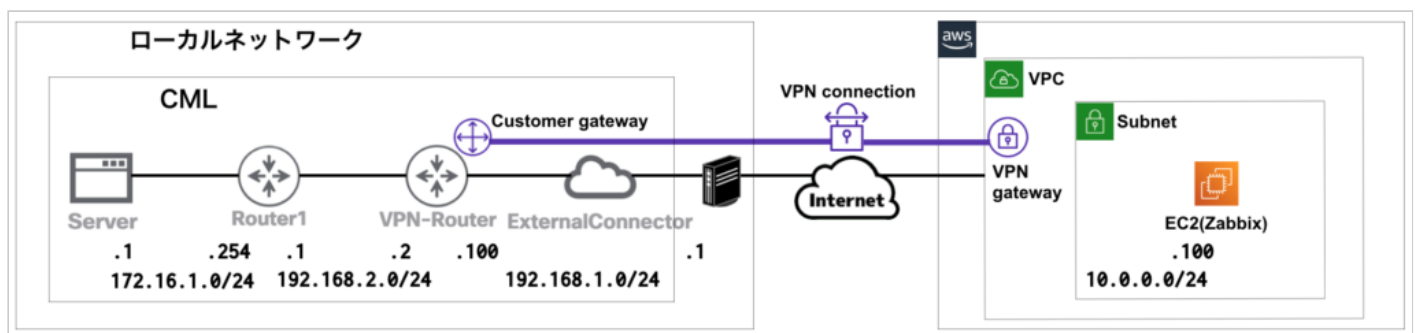 ローカルネットワーク
aws
VPC
CML
VPN connection
Customer gateway
Subnet
VPN
gateway
Internet
Server
Router1
VPN-Router
ExternalConnector
EC2(Zabbix)
.1
.254
.1
.2
.100
.1
.100
172.16.1.0/24
192.168.2.0/24
192.168.1.0/24
10.0.0.0/24